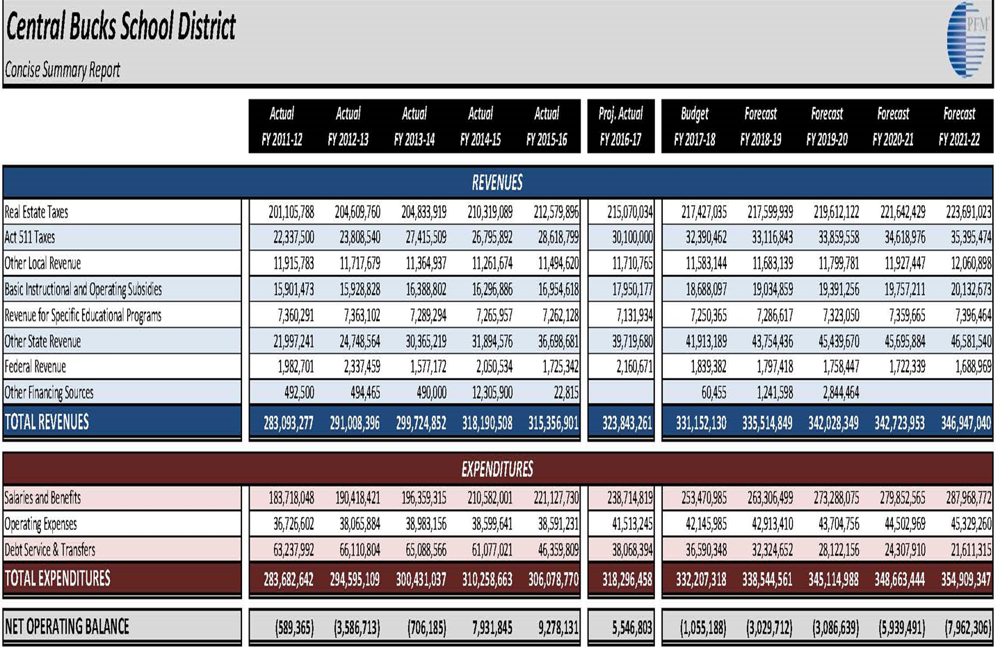 Central Bucks School District
PFM
Concise Summary Report
Actual Actual Actual Actual Actual Proj. Actual Budget Forecast Forecast Forecast Forecast
FY 2011-12 FY 2012-13 FY 2013-14 FY 2014-15 FY 2015-16 FY 2016-17 FY 2017-18 FY 2018-19 FY 2019-20 FY 2020-21 FY 2021-22
REVENUES
Real Estate Taxes 201,105,788 204,609,760 204,833,919 210,319,089 212,579,896 215,070,034 217,427,035 217,599,939 219,612,122 221,642,429 223,691,023
Act 511 Taxes 22,337,500 23,808,540 27,415,509 26,795,892 28,618,799 30,100,000 32,390,462 33,116,843 33,859,558 34,618,976 35,395,474
Other Local Revenue 11,915,783 11,717,679 11,364,937 11,261,674 11,494,620 11,710,765 11,583,144 11,683,139 11,799,781 11,927,447 12,060,898
Basic Instructional and Operating Subsidies 15,901,473 15,928,828 16,388,802 16,296,886 16,954,618 17,950,177 18,688,097 19,034,859 19,391,256 19,757,211 20,132,673
Revenue for Specific Educational Programs 7,360,291 7,363,102 7,289,294 7,265,957 7,262,128 7,131,934 7,250,365 7,286,617 7,323,050 7,359,665 7,396,464
Other State Revenue 21,997,241 24,748,564 30,365,219 31,894,576 36,698,681 39,719,680 41,913,189 43,754,436 45,439,670 45,695,884 46,581,540
Federal Revenue 1,982,701 2,337,459 1,577,172 2,050,534 1,725,342 2,160,671 1,839,382 1,797,418 1,758,447 1,722,339 1,688,969
Other Financing Sources 492,500 494,465 490,000 12,305,900 22,815 60,455 1,241,598 2,844,464
TOTAL REVENUES 283,093,277 291,008,396 299,724,852 318,190,508 315,356,901 323,843,261 331,152,130 335,514,849 342,028,349 342,723,953 346,947,040
EXPENDITURES
Salaries and Benefits 183,718,048 190,418,421 196,359,315 210,582,001 221,127,730 238,714,819 253,470,985 263,306,499 273,288,075 279,852,565 287,968,772
Operating Expenses 36,726,602 38,065,884 38,983,156 38,599,641 38,591,231 41,513,245 42,145,985 42,913,410 43,704,756 44,502,969 45,329,260
Debt Service & Transfers 63,237,992 66,110,804 65,088,566 61,077,021 46,359,809 38,068,394 36,590,348 32,324,652 28,122,156 24,307,910 21,611,315
TOTAL EXPENDITURES 283,682,642 294,595,109 300,431,037 310,258,663 306,078,770 318,296,458 332,207,318 338,544,561 345,114,988 348,663,444 354,909,347
NET OPERATING BALANCE (589,365) (3,586,713) (706,185) 7,931,845 9,278,131 5,546,803 (1,055,188) (3,029,712) (3,086,639) (5,939,491) (7,962,306)